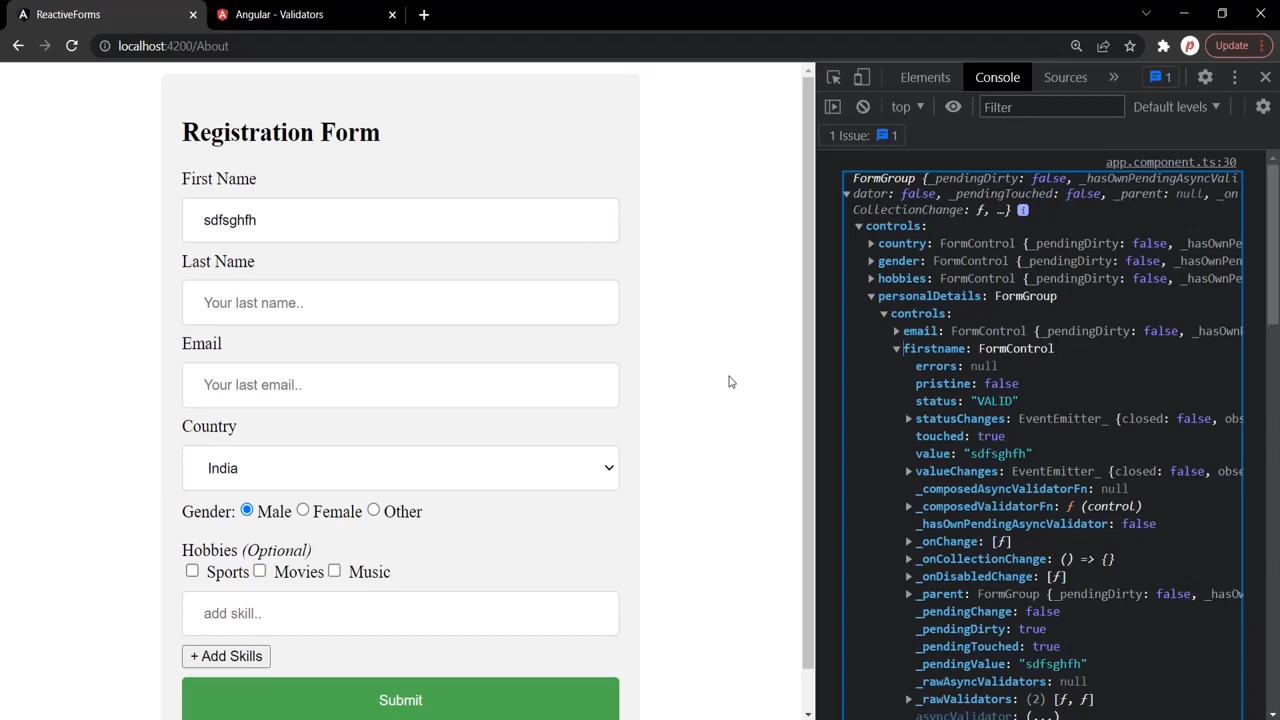 ReactiveForms
Angular - Validators
localhost:4200/About
Update
Registration Form
First Name
sdfsghfh
Last Name
Your last name..
Email
Your last email..
Country
India
Gender: Male Female Other
Hobbies (Optional)
Sports Movies Music
add skill..
+ Add Skills
Submit
Elements Console Sources
1
top
Filter
Default levels
1 Issue: 1
app.component.ts:30
FormGroup {_pendingDirty: false, _hasOwnPendingAsyncVali
dator: false, _pendingTouched: false, _parent: null, _on
CollectionChange: ƒ, …}
controls:
country: FormControl {_pendingDirty: false, _hasOwnPe
gender: FormControl {_pendingDirty: false, _hasOwnPen
hobbies: FormControl {_pendingDirty: false, _hasOwnPe
personalDetails: FormGroup
controls:
email: FormControl {_pendingDirty: false, _hasOwn
firstname: FormControl
errors: null
pristine: false
status: "VALID"
statusChanges: EventEmitter_ {closed: false, obs
touched: true
value: "sdfsghfh"
valueChanges: EventEmitter_ {closed: false, obse
_composedAsyncValidatorFn: null
_composedValidatorFn: ƒ (control)
_hasOwnPendingAsyncValidator: false
_onChange: [ƒ]
_onCollectionChange: () => {}
_onDisabledChange: [ƒ]
_parent: FormGroup {_pendingDirty: false, _hasOw
_pendingChange: false
_pendingDirty: true
_pendingTouched: true
_pendingValue: "sdfsghfh"
_rawAsyncValidators: null
_rawValidators: (2) [ƒ, ƒ]
asyncValidator: (...)